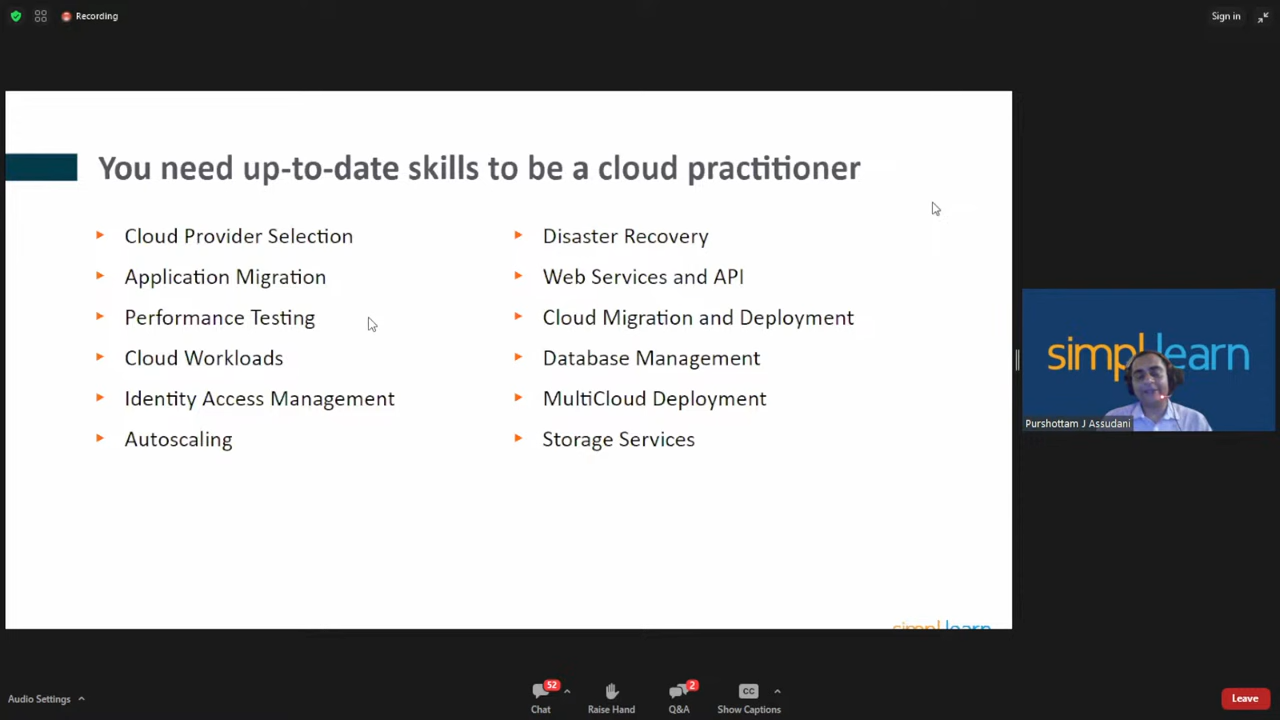 Recording
Sign in
You need up-to-date skills to be a cloud practitioner
Cloud Provider Selection
Application Migration
Performance Testing
Cloud Workloads
Identity Access Management
Autoscaling
Disaster Recovery
Web Services and API
Cloud Migration and Deployment
Database Management
MultiCloud Deployment
Storage Services
simplilearn
Purshottam J Assudani
simplilearn
Audio Settings
52
Chat
Raise Hand
2
Q&A
CC
Show Captions
Leave